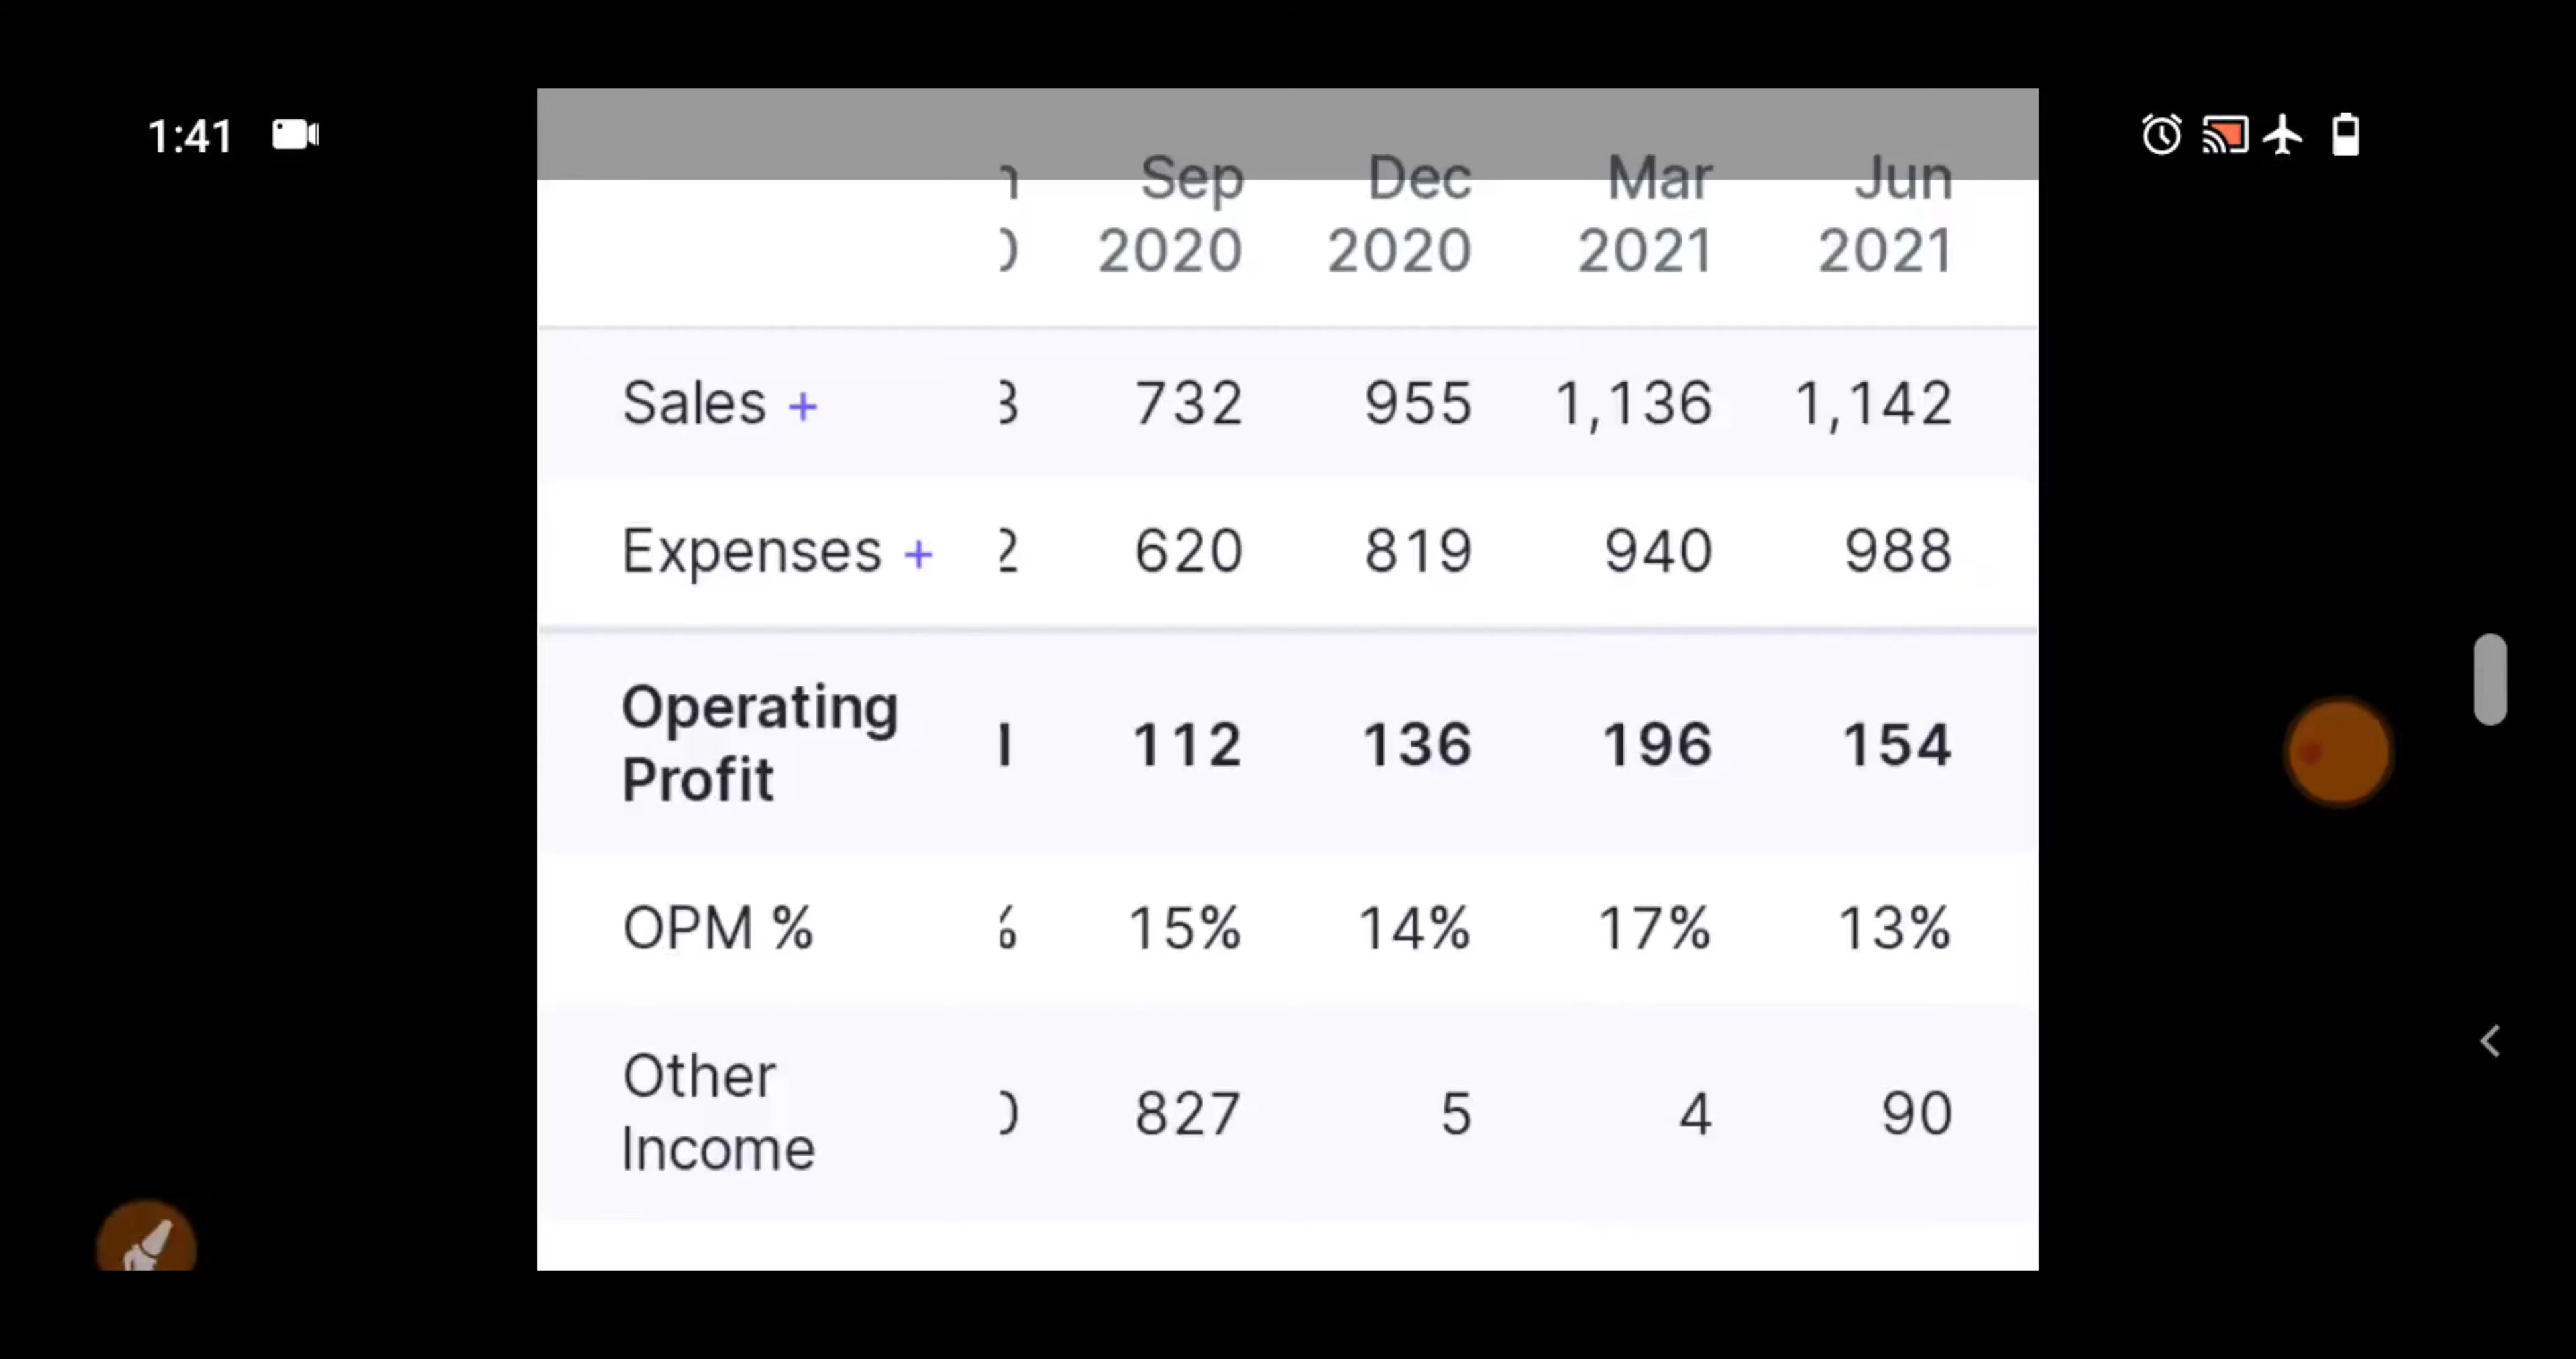 1:41
Sep Dec Mar Jun
2020 2020 2021 2021
Sales + 732 955 1,136 1,142
Expenses + 620 819 940 988
Operating
Profit 112 136 196 154
OPM % % 15% 14% 17% 13%
Other
Income 827 5 4 90